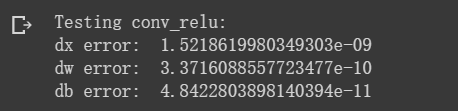 Testing conv_relu:
dx error:  1.5218619980349303e-09
dw error:  3.3716088557723477e-10
db error:  4.8422803898140394e-11